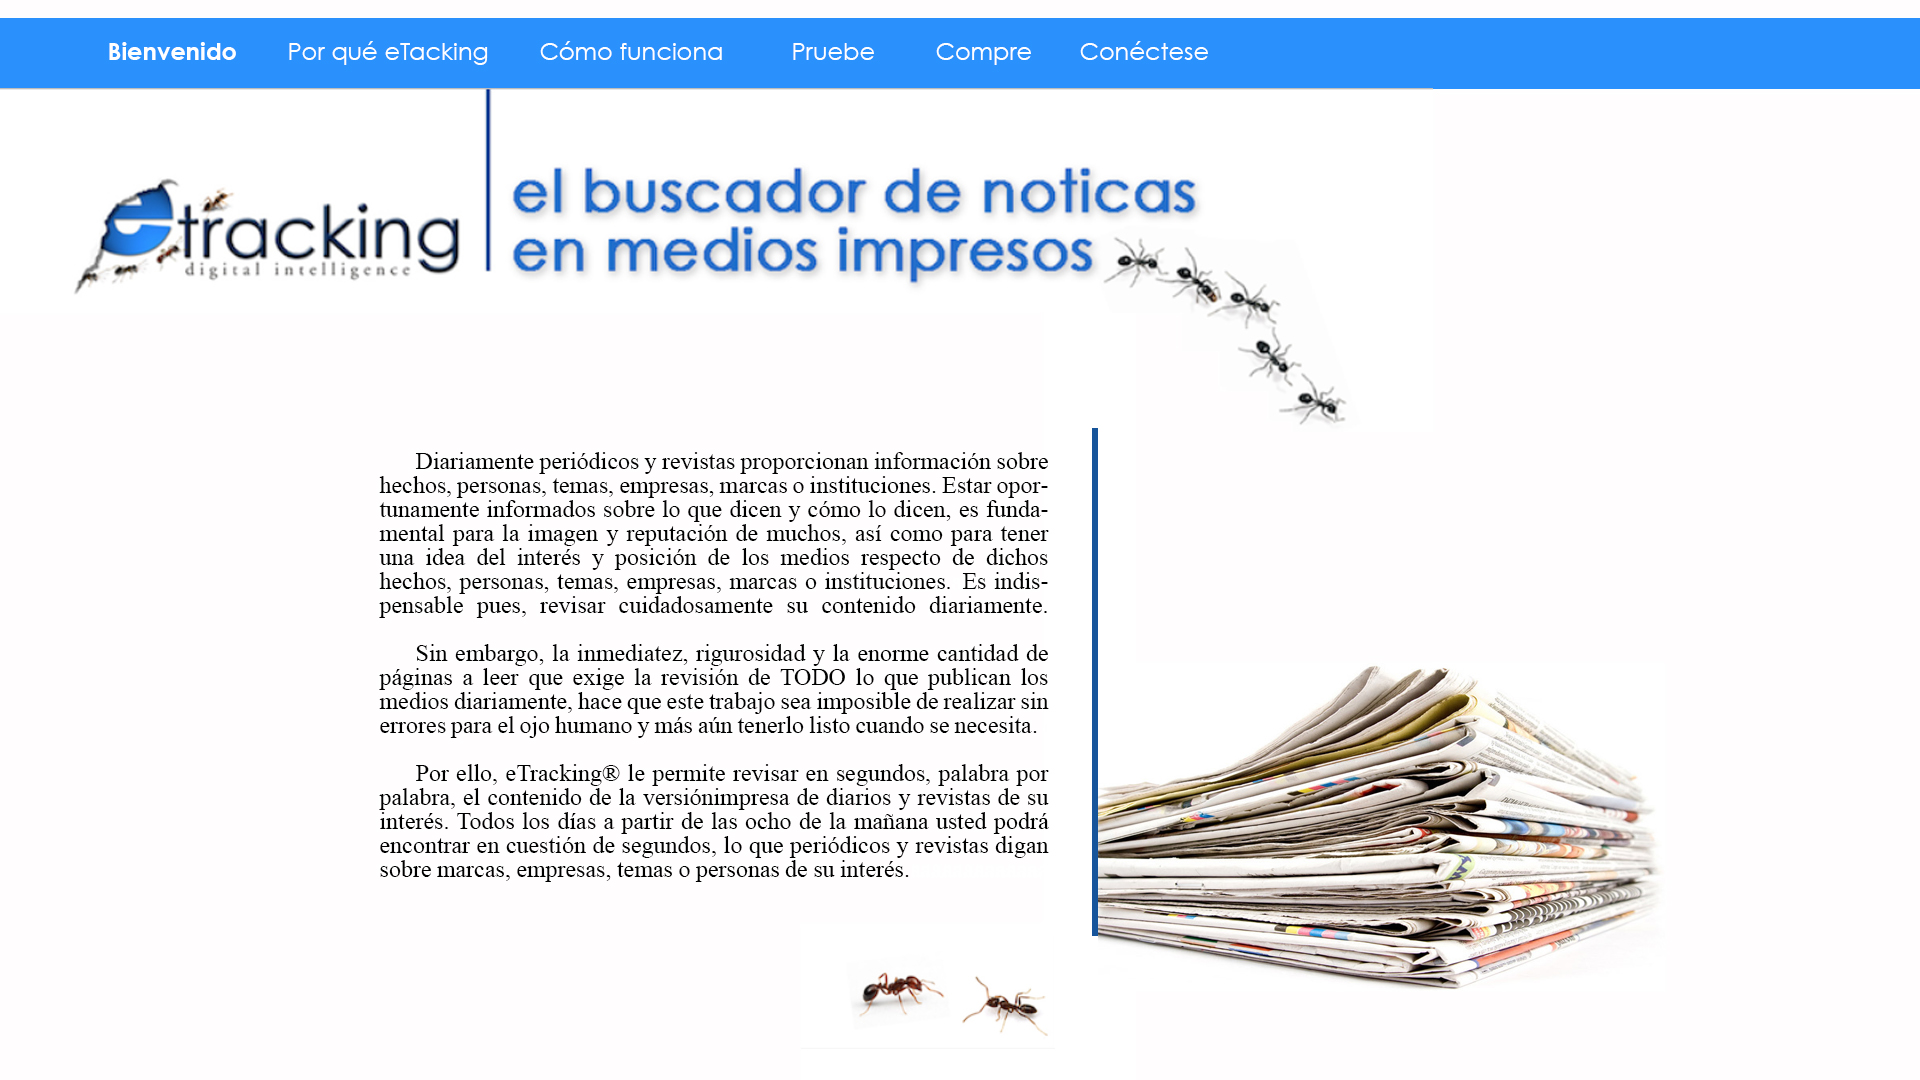 Bienvenido Por qué eTacking Cómo funciona Pruebe Compre Conéctese
etracking
digital intelligence
el buscador de noticas
en medios impresos
Diariamente periódicos y revistas proporcionan información sobre
hechos, personas, temas, empresas, marcas o instituciones. Estar opor-
tunamente informados sobre lo que dicen y cómo lo dicen, es funda-
mental para la imagen y reputación de muchos, así como para tener
una idea del interés y posición de los medios respecto de dichos
hechos, personas, temas, empresas, marcas o instituciones. Es indis-
pensable pues, revisar cuidadosamente su contenido diariamente.
Sin embargo, la inmediatez, rigurosidad y la enorme cantidad de
páginas a leer que exige la revisión de TODO lo que publican los
medios diariamente, hace que este trabajo sea imposible de realizar sin
errores para el ojo humano y más aún tenerlo listo cuando se necesita.
Por ello, eTracking® le permite revisar en segundos, palabra por
palabra, el contenido de la versiónimpresa de diarios y revistas de su
interés. Todos los días a partir de las ocho de la mañana usted podrá
encontrar en cuestión de segundos, lo que periódicos y revistas digan
sobre marcas, empresas, temas o personas de su interés.